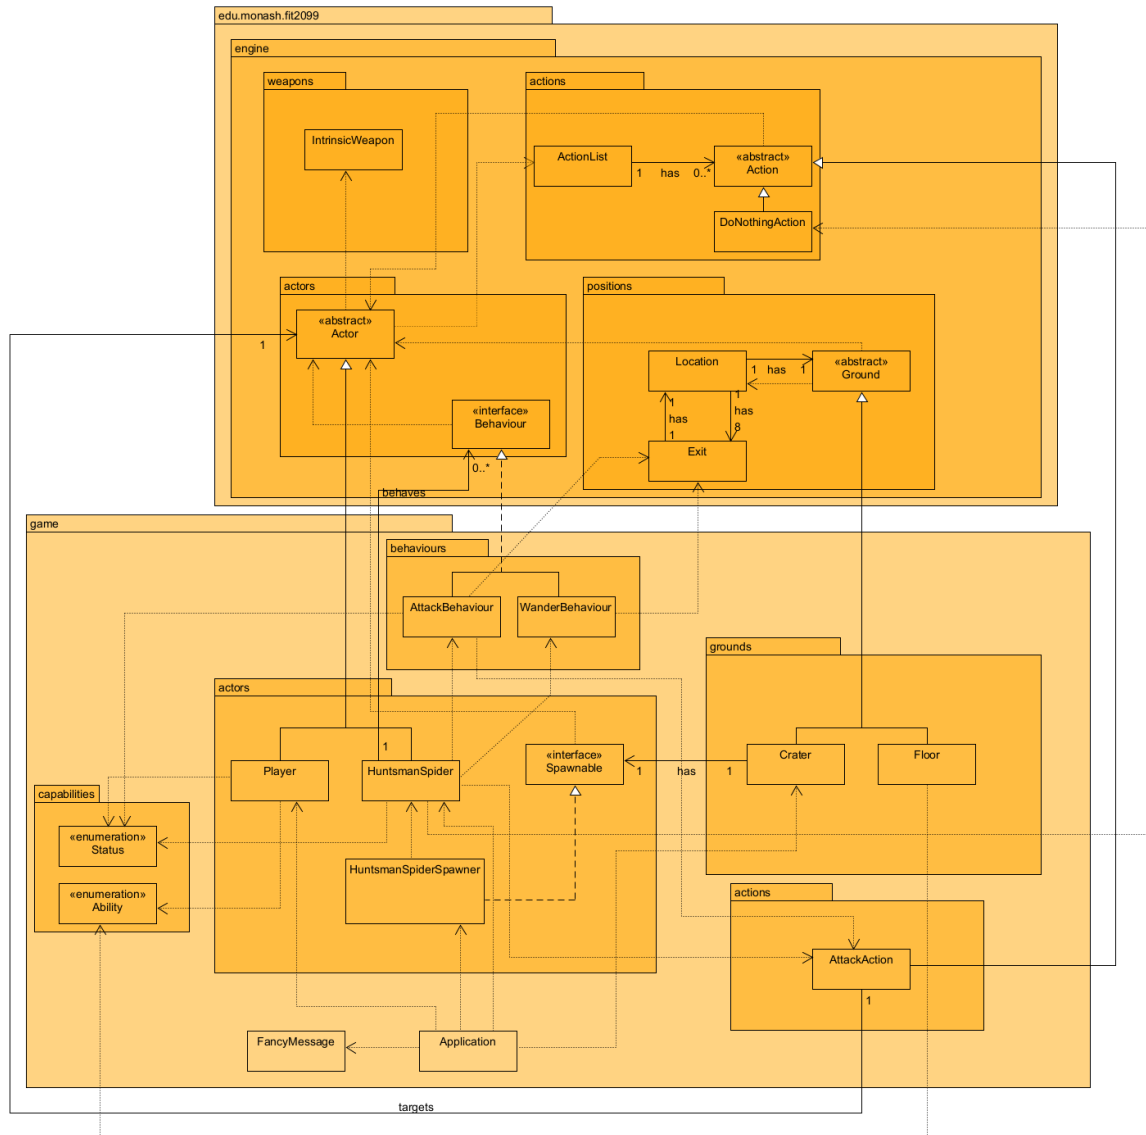 edu.monash.fit2099
engine
weapons
actions
IntrinsicWeapon
ActionList
1 has 0..*
«abstract»
Action
DoNothingAction
actors
positions
«abstract»
Actor
1
Location
1 has 1
«abstract»
Ground
1
has
1
1
has
8
«interface»
Behaviour
Exit
0..*
behaves
game
behaviours
AttackBehaviour
WanderBehaviour
grounds
actors
1
Player
HuntsmanSpider
«interface»
Spawnable
1 has 1
Crater
Floor
capabilities
«enumeration»
Status
HuntsmanSpiderSpawner
«enumeration»
Ability
actions
AttackAction
1
FancyMessage
Application
targets